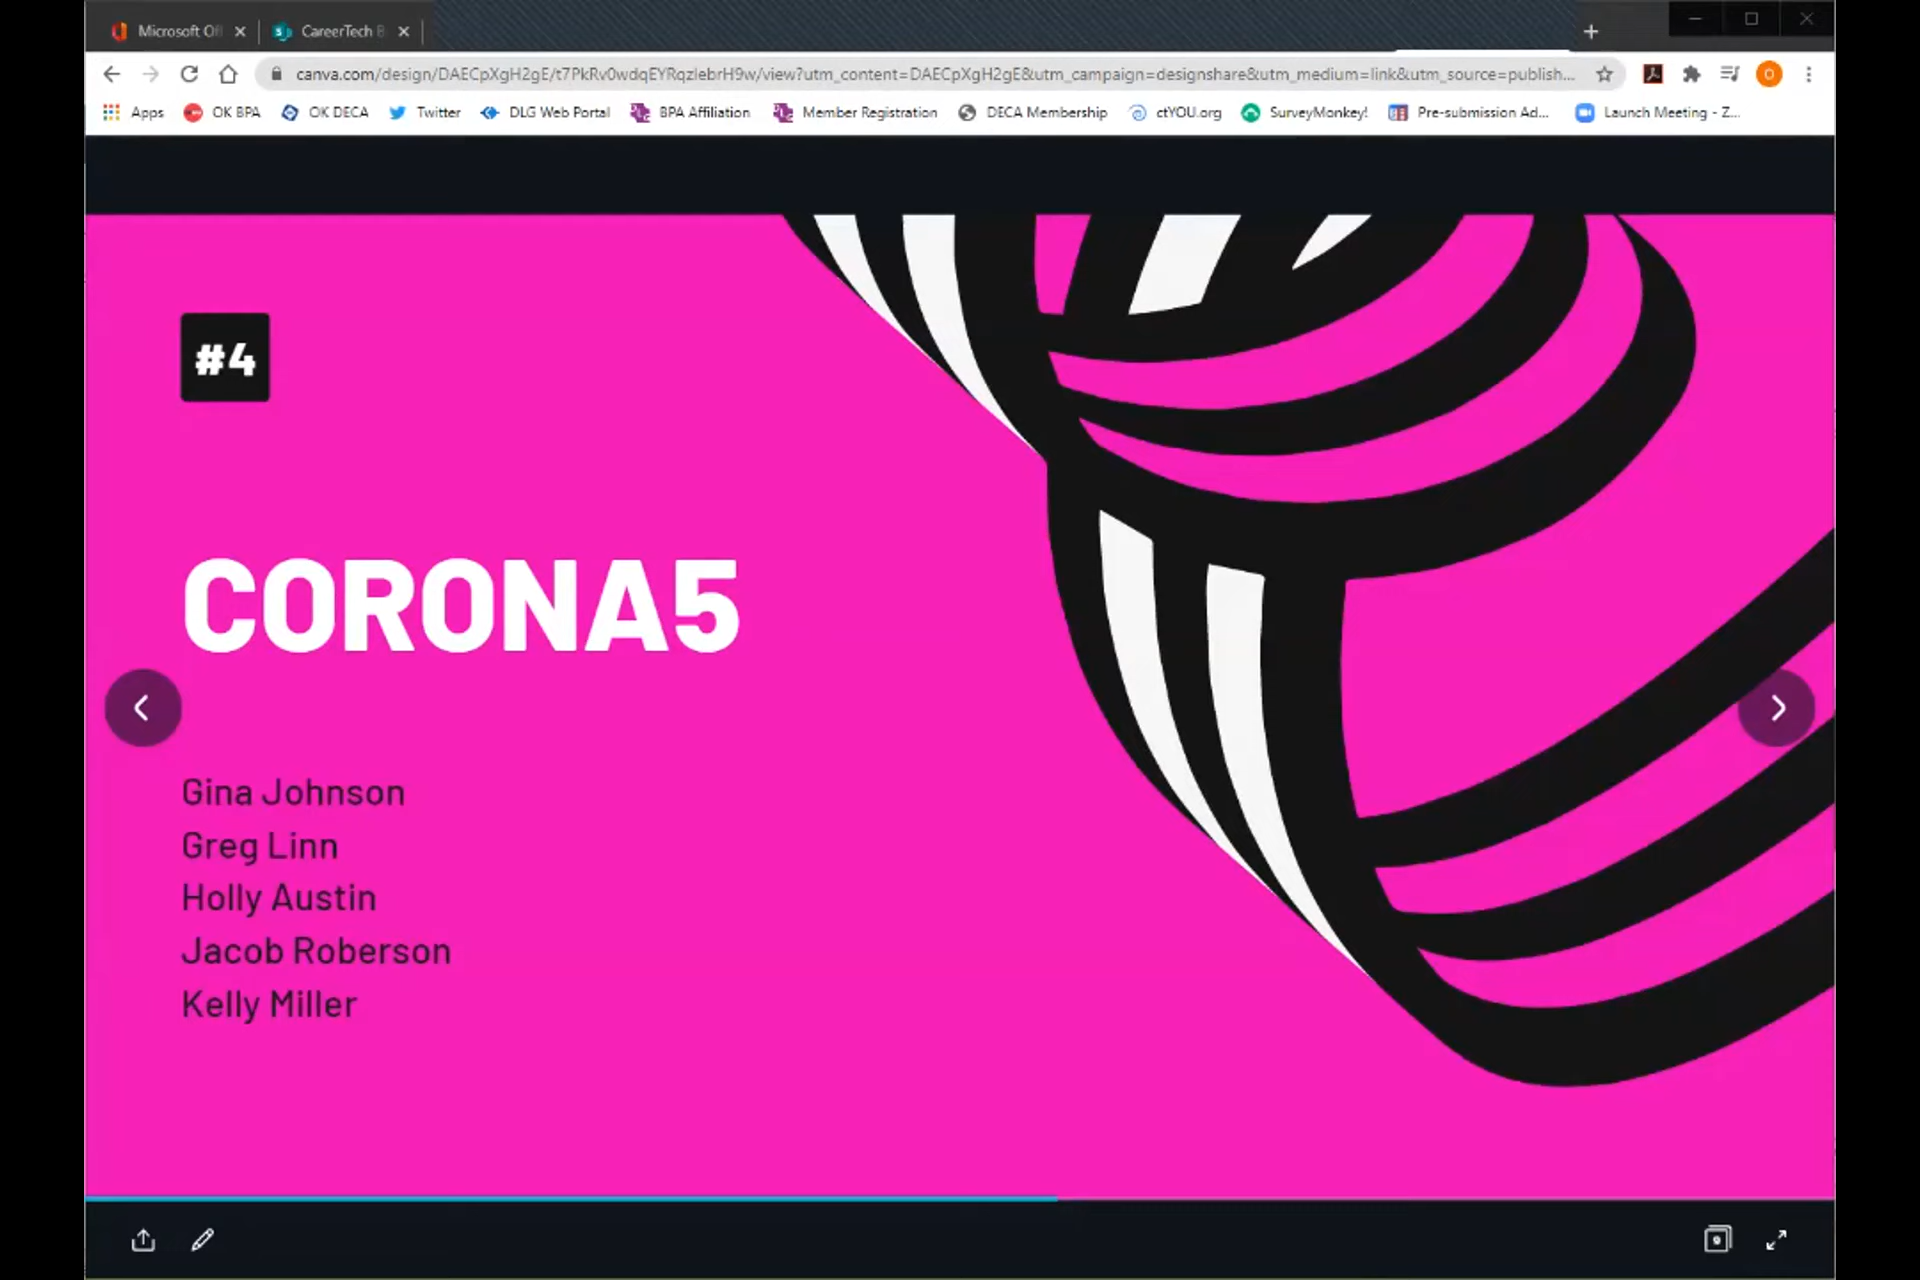 Microsoft Of
CareerTech B
canva.com/design/DAECpXgH2gE/t7PkRv0wdqEYRqzlebrH9w/view?utm_content=DAECpXgH2gE&utm_campaign=designshare&utm_medium=link&utm_source=publish...
Apps OK BPA OK DECA Twitter DLG Web Portal BPA Affiliation Member Registration DECA Membership ctYOU.org SurveyMonkey! Pre-submission Ad... Launch Meeting - Z...
#4
CORONA5
Gina Johnson
Greg Linn
Holly Austin
Jacob Roberson
Kelly Miller